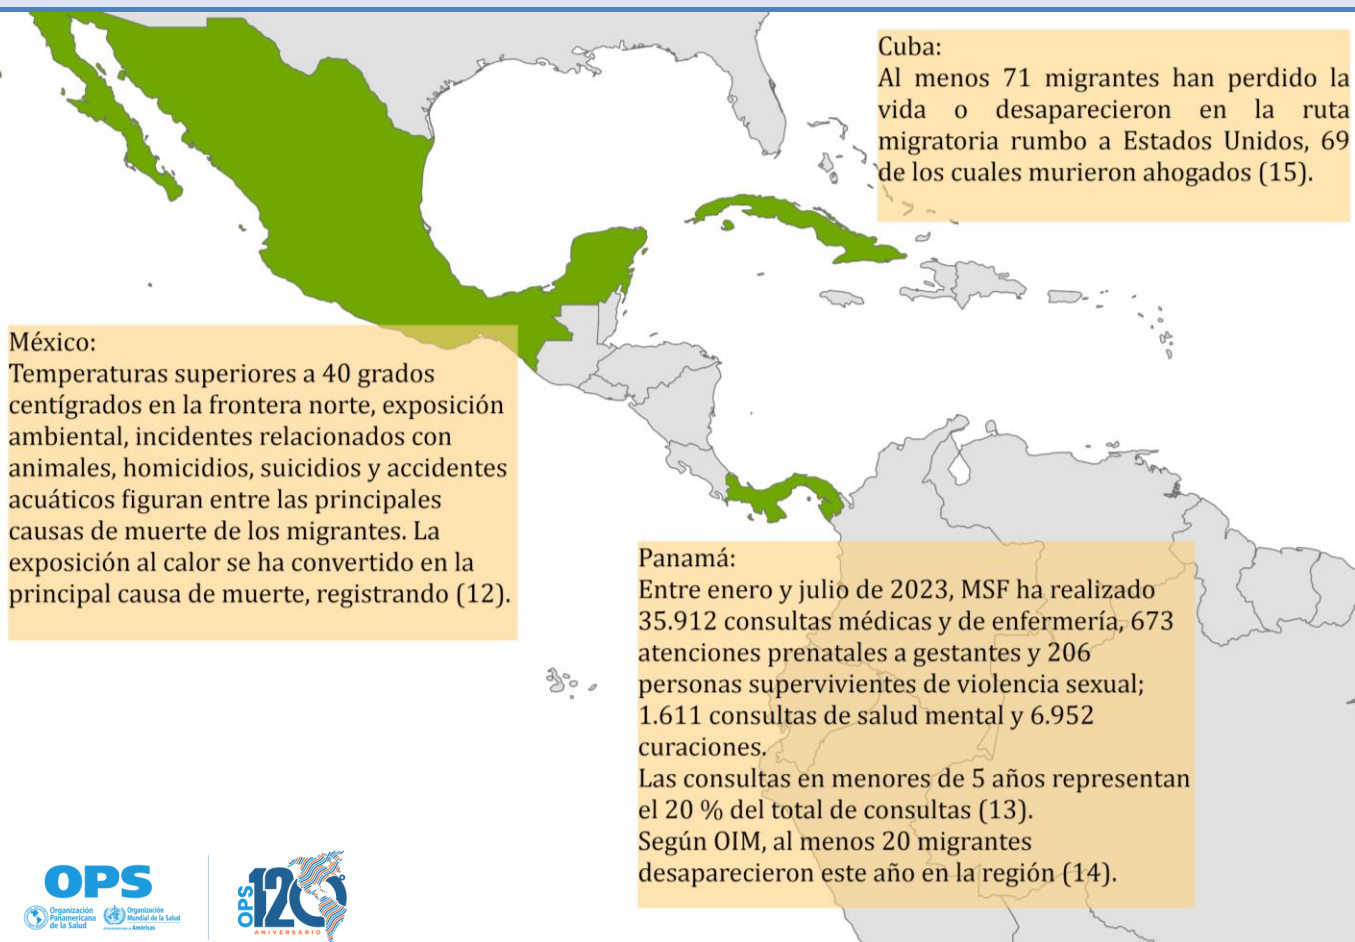 Cuba:
Al menos 71 migrantes han perdido la
vida o desaparecieron en la ruta
migratoria rumbo a Estados Unidos, 69
de los cuales murieron ahogados (15).
México:
Temperaturas superiores a 40 grados
centígrados en la frontera norte, exposición
ambiental, incidentes relacionados con
animales, homicidios, suicidios y accidentes
acuáticos figuran entre las principales
causas de muerte de los migrantes. La
exposición al calor se ha convertido en la
principal causa de muerte, registrando (12).
Panamá:
Entre enero y julio de 2023, MSF ha realizado
35.912 consultas médicas y de enfermería, 673
atenciones prenatales a gestantes y 206
personas supervivientes de violencia sexual;
1.611 consultas de salud mental y 6.952
curaciones.
Las consultas en menores de 5 años representan
el 20 % del total de consultas (13).
Según OIM, al menos 20 migrantes
desaparecieron este año en la región (14).
OPS
Organización
Panamericana
de la Salud
Organización
Mundial de la Salud
Américas
OPS
120°
ANIVERSARIO